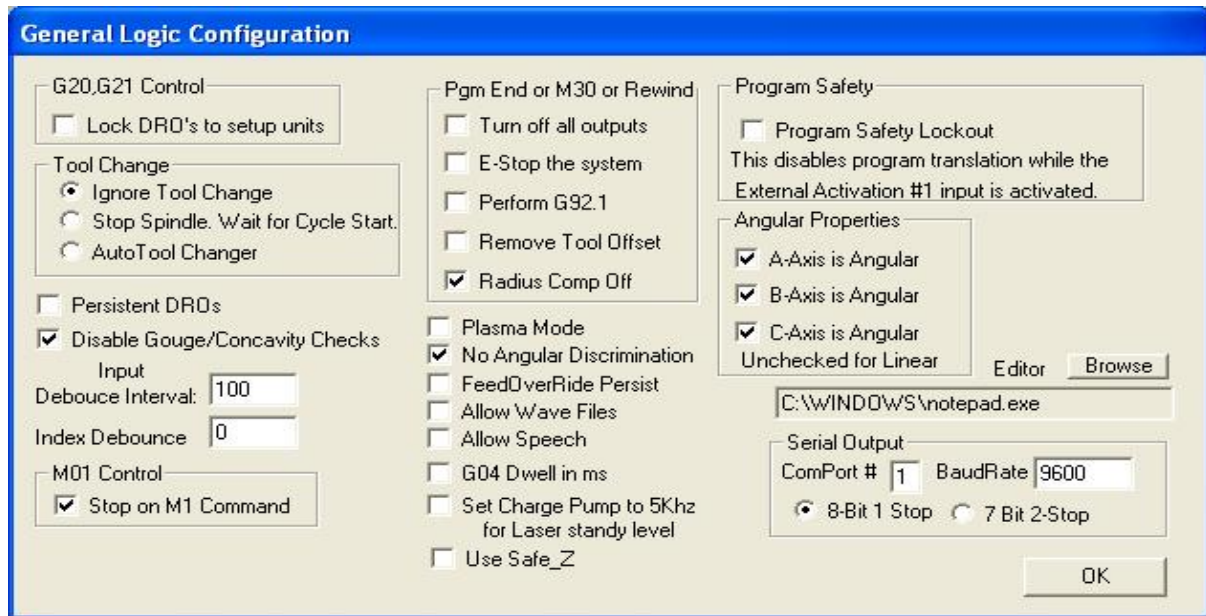 General Logic Configuration
G20,G21 Control
Lock DRO's to setup units
Tool Change
Ignore Tool Change
Stop Spindle. Wait for Cycle Start.
AutoTool Changer
Persistent DROs
Disable Gouge/Concavity Checks
Input
Debouce Interval: 100
Index Debounce 0
M01 Control
Stop on M1 Command
Pgm End or M30 or Rewind
Turn off all outputs
E-Stop the system
Perform G92.1
Remove Tool Offset
Radius Comp Off
Plasma Mode
No Angular Discrimination
FeedOverRide Persist
Allow Wave Files
Allow Speech
G04 Dwell in ms
Set Charge Pump to 5Khz
for Laser standy level
Use Safe_Z
Program Safety
Program Safety Lockout
This disables program translation while the
External Activation #1 input is activated.
Angular Properties
A-Axis is Angular
B-Axis is Angular
C-Axis is Angular
Unchecked for Linear
Editor Browse
C:\WINDOWS\notepad.exe
Serial Output
ComPort # 1 BaudRate 9600
8-Bit 1 Stop 7 Bit 2-Stop
OK